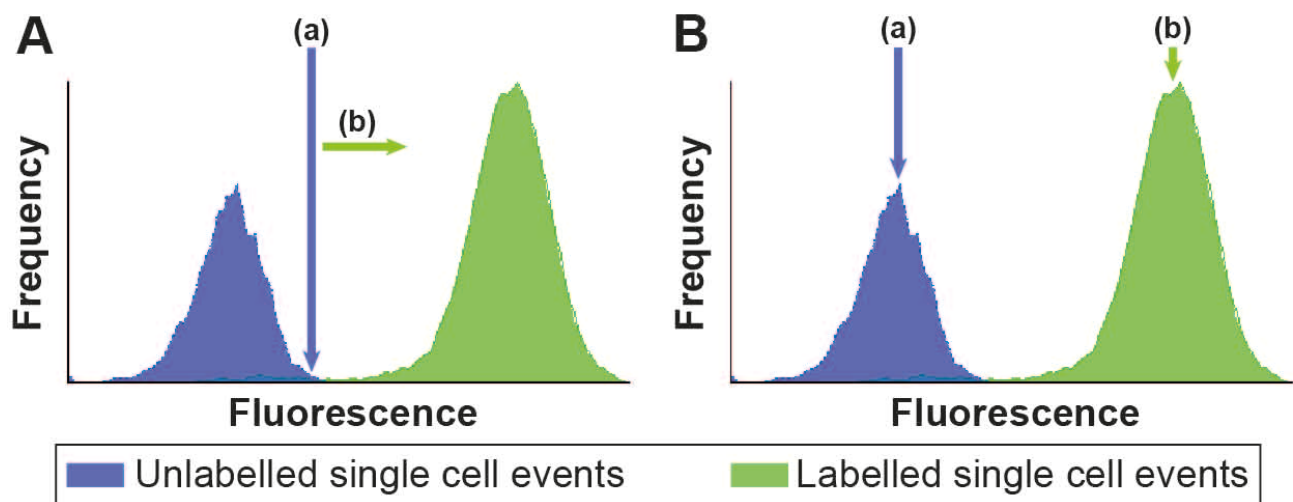 A
(a)
(b)
Frequency
Fluorescence
B
(a)
(b)
Frequency
Fluorescence
Unlabelled single cell events
Labelled single cell events